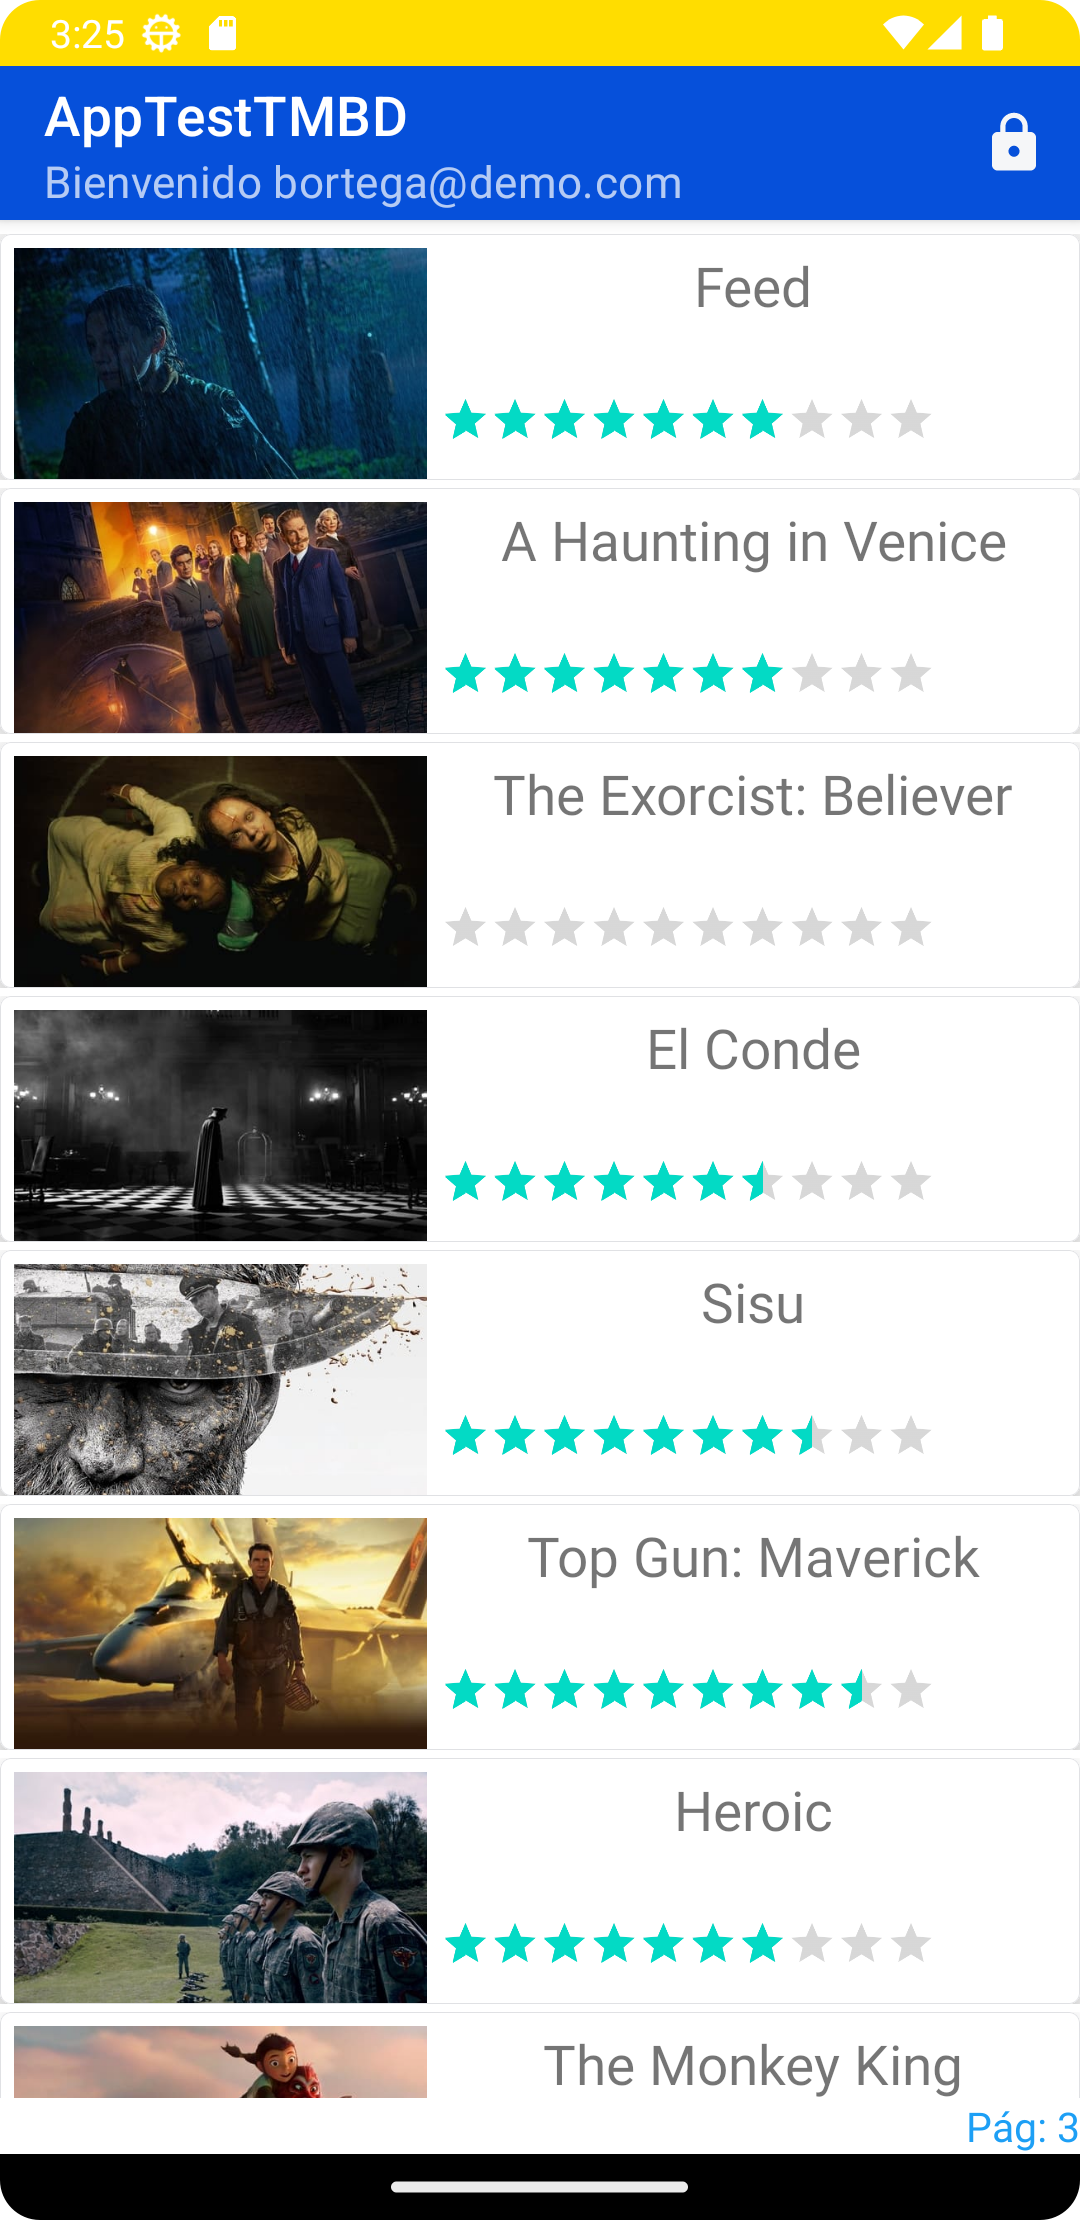 3:25
AppTestTMBD
Bienvenido bortega@demo.com
Feed
A Haunting in Venice
The Exorcist: Believer
El Conde
Sisu
Top Gun: Maverick
Heroic
The Monkey King
Pág: 3